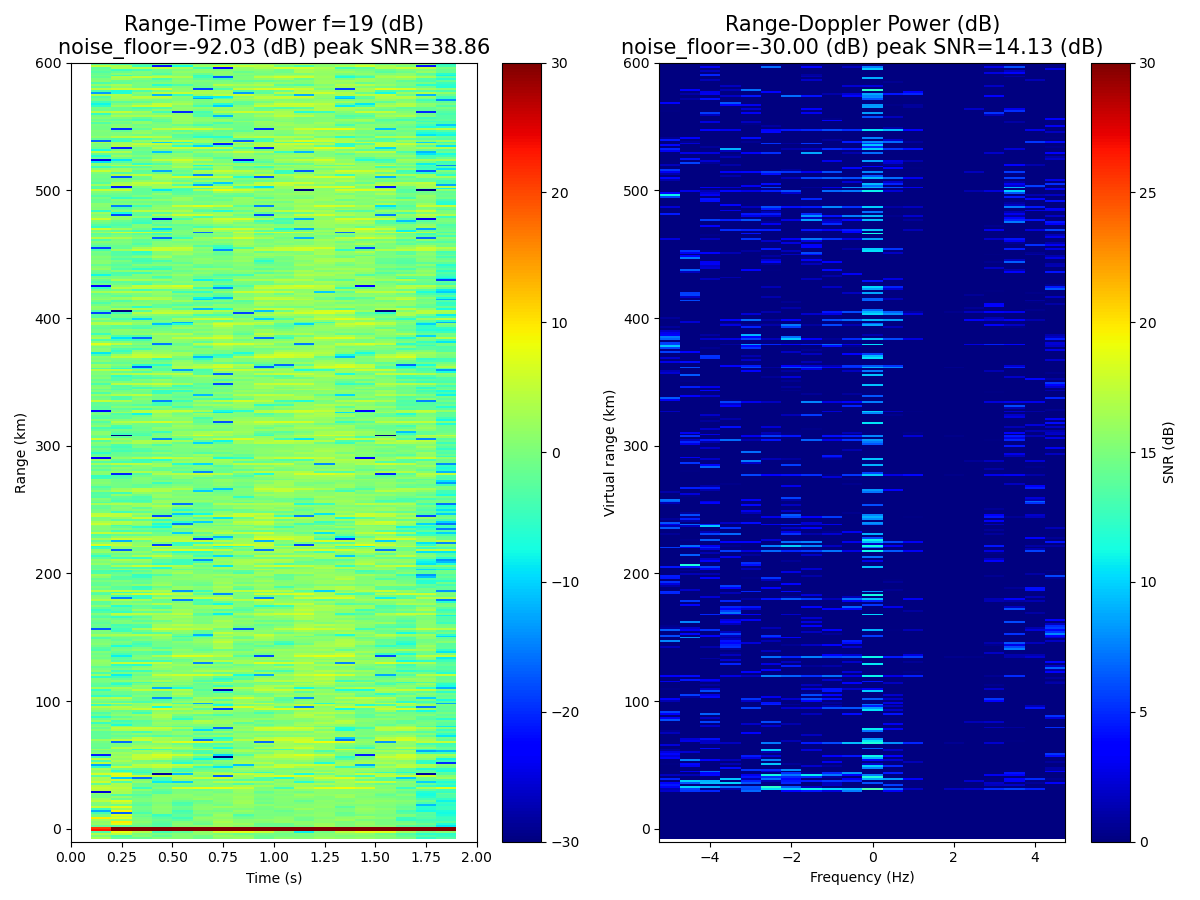 Range-Time Power f=19 (dB)
noise_floor=-92.03 (dB) peak SNR=38.86
600
500
400
300
200
100
0
Range (km)
0.00 0.25 0.50 0.75 1.00 1.25 1.50 1.75 2.00
Time (s)
30
20
10
0
−10
−20
−30
Range-Doppler Power (dB)
noise_floor=-30.00 (dB) peak SNR=14.13 (dB)
600
500
400
300
200
100
0
Virtual range (km)
−4 −2 0 2 4
Frequency (Hz)
30
25
20
15
10
5
0
SNR (dB)